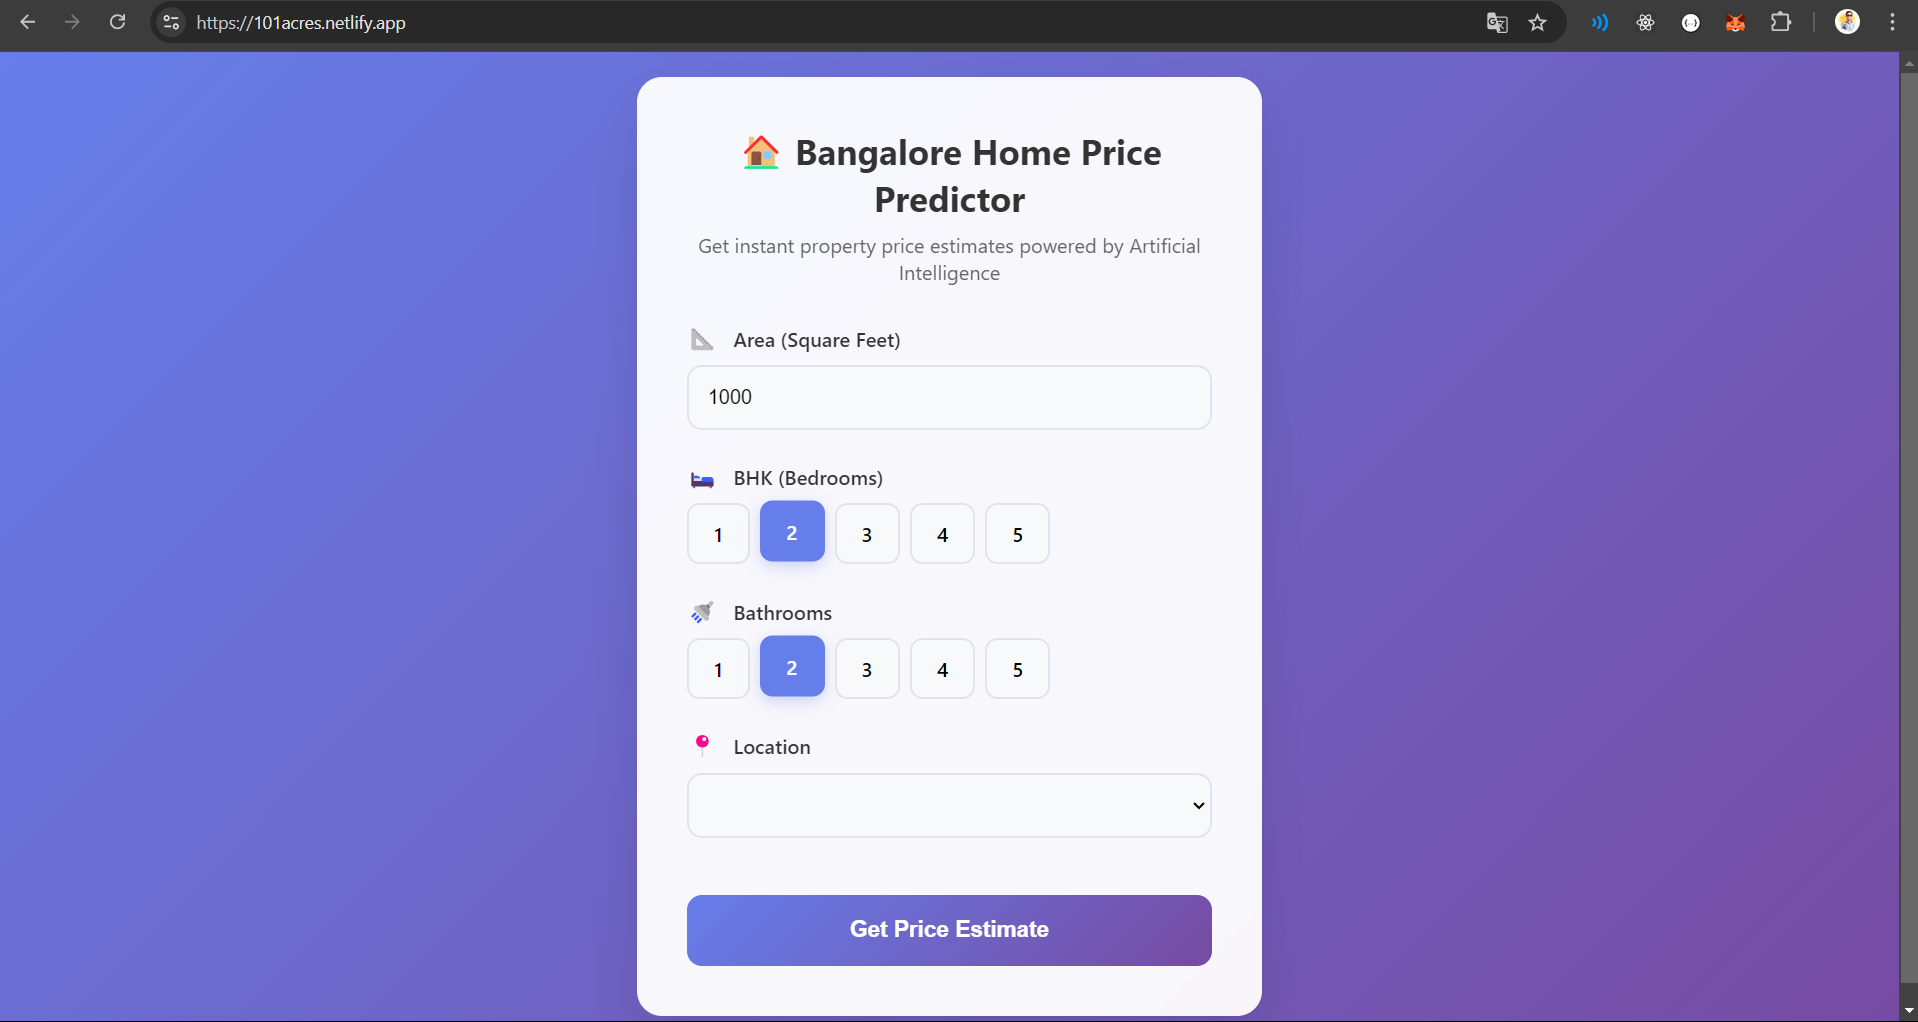 https://101acres.netlify.app
Bangalore Home Price
Predictor
Get instant property price estimates powered by Artificial
Intelligence
Area (Square Feet)
1000
BHK (Bedrooms)
1 2 3 4 5
Bathrooms
1 2 3 4 5
Location
Get Price Estimate